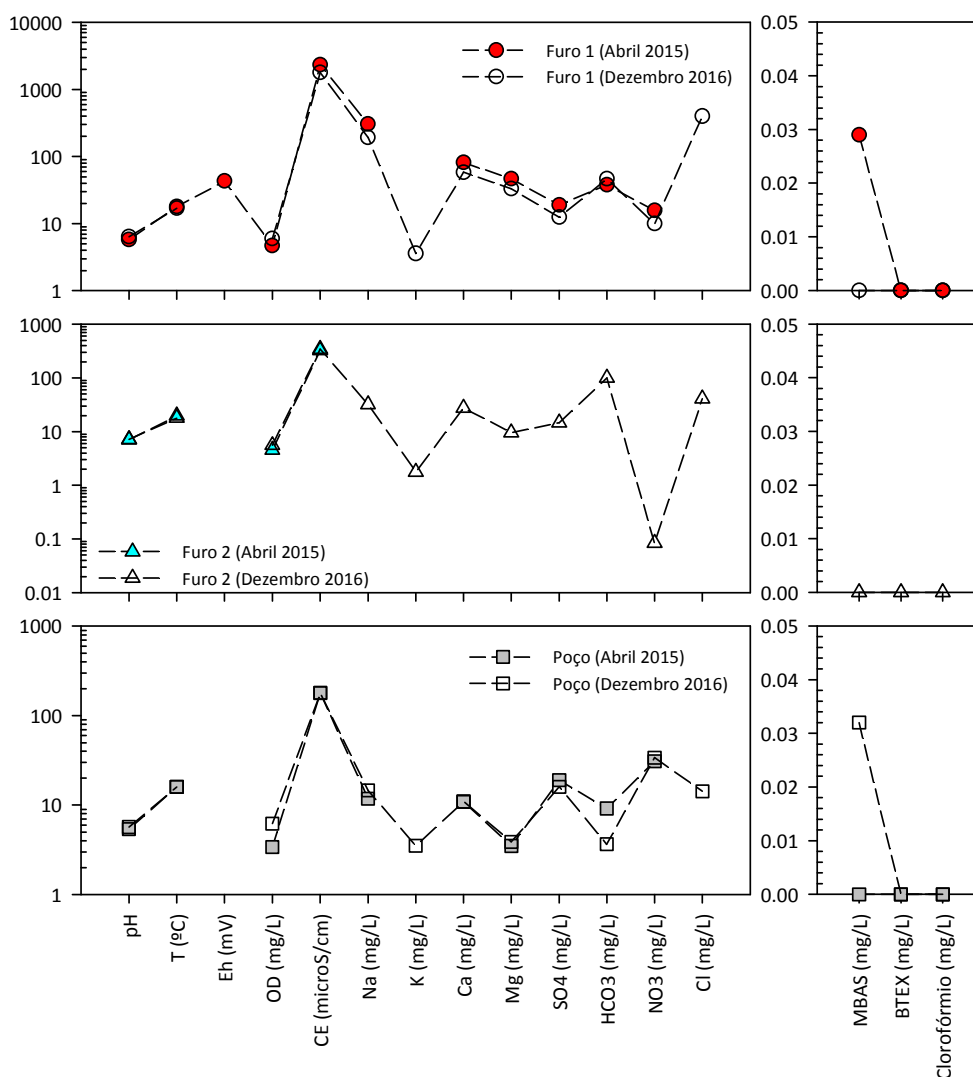 10000
1000
100
10
1
Furo 1 (Abril 2015)
Furo 1 (Dezembro 2016)
0.05
0.04
0.03
0.02
0.01
0.00
1000
100
10
1
0.1
0.01
Furo 2 (Abril 2015)
Furo 2 (Dezembro 2016)
0.05
0.04
0.03
0.02
0.01
0.00
1000
100
10
1
Poço (Abril 2015)
Poço (Dezembro 2016)
0.05
0.04
0.03
0.02
0.01
0.00
pH
T (ºC)
Eh (mV)
OD (mg/L)
CE (microS/cm)
Na (mg/L)
K (mg/L)
Ca (mg/L)
Mg (mg/L)
SO4 (mg/L)
HCO3 (mg/L)
NO3 (mg/L)
Cl (mg/L)
MBAS (mg/L)
BTEX (mg/L)
Clorofórmio (mg/L)